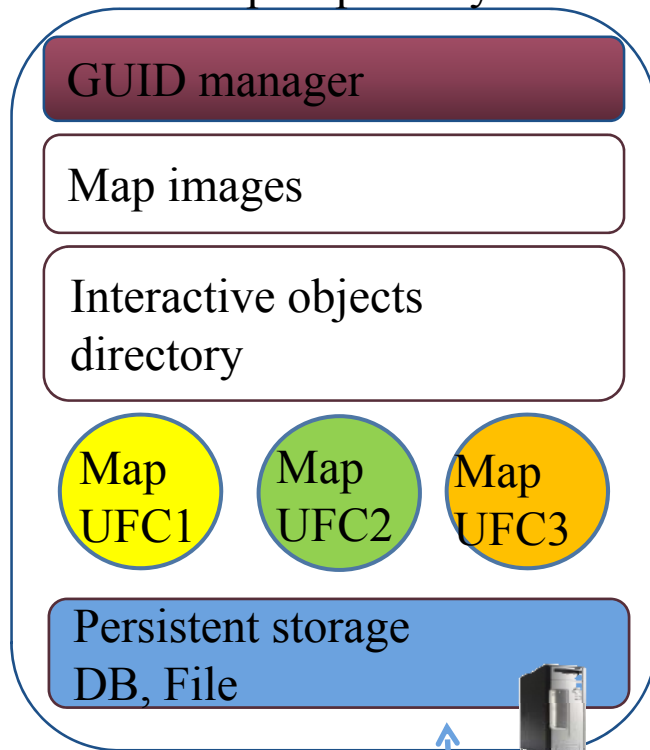 GUID manager
Map images
Interactive objects
directory
Map
UFC1
Map
UFC2
Map
UFC3
Persistent storage
DB, File